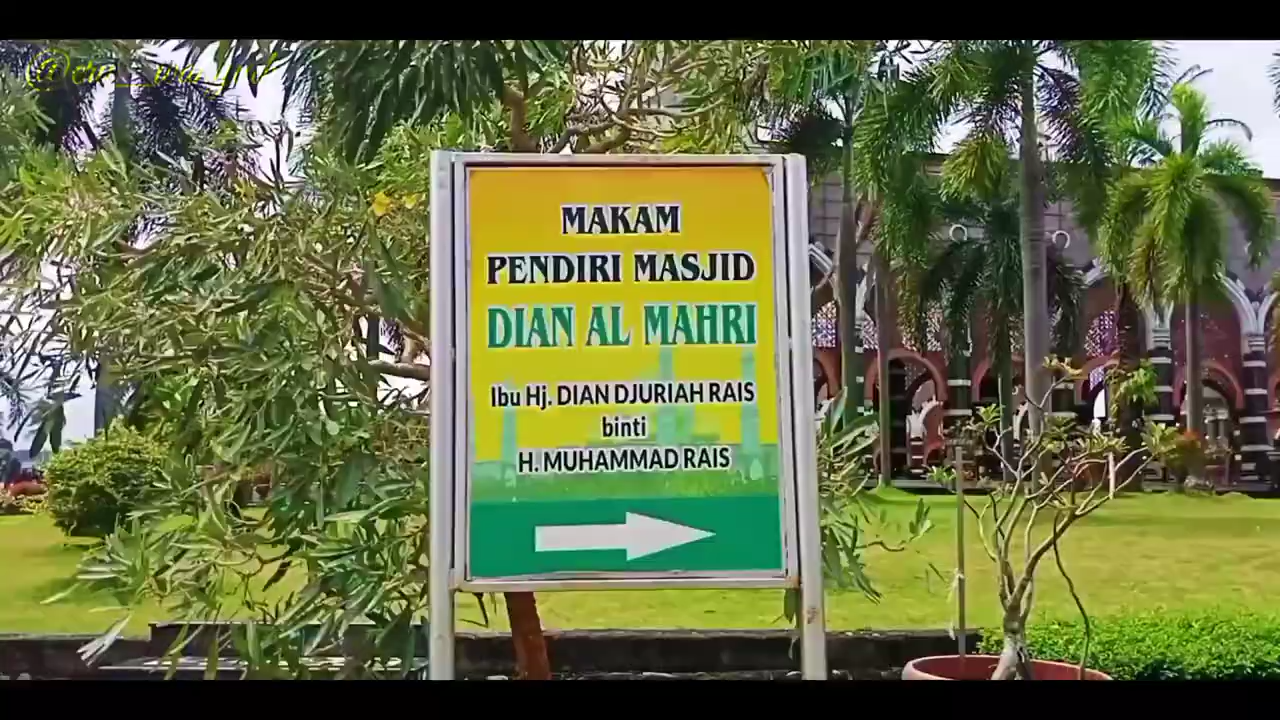 MAKAM
PENDIRI MASJID
DIAN AL MAHRI
Ibu Hj. DIAN DJURIAH RAIS
binti
H. MUHAMMAD RAIS